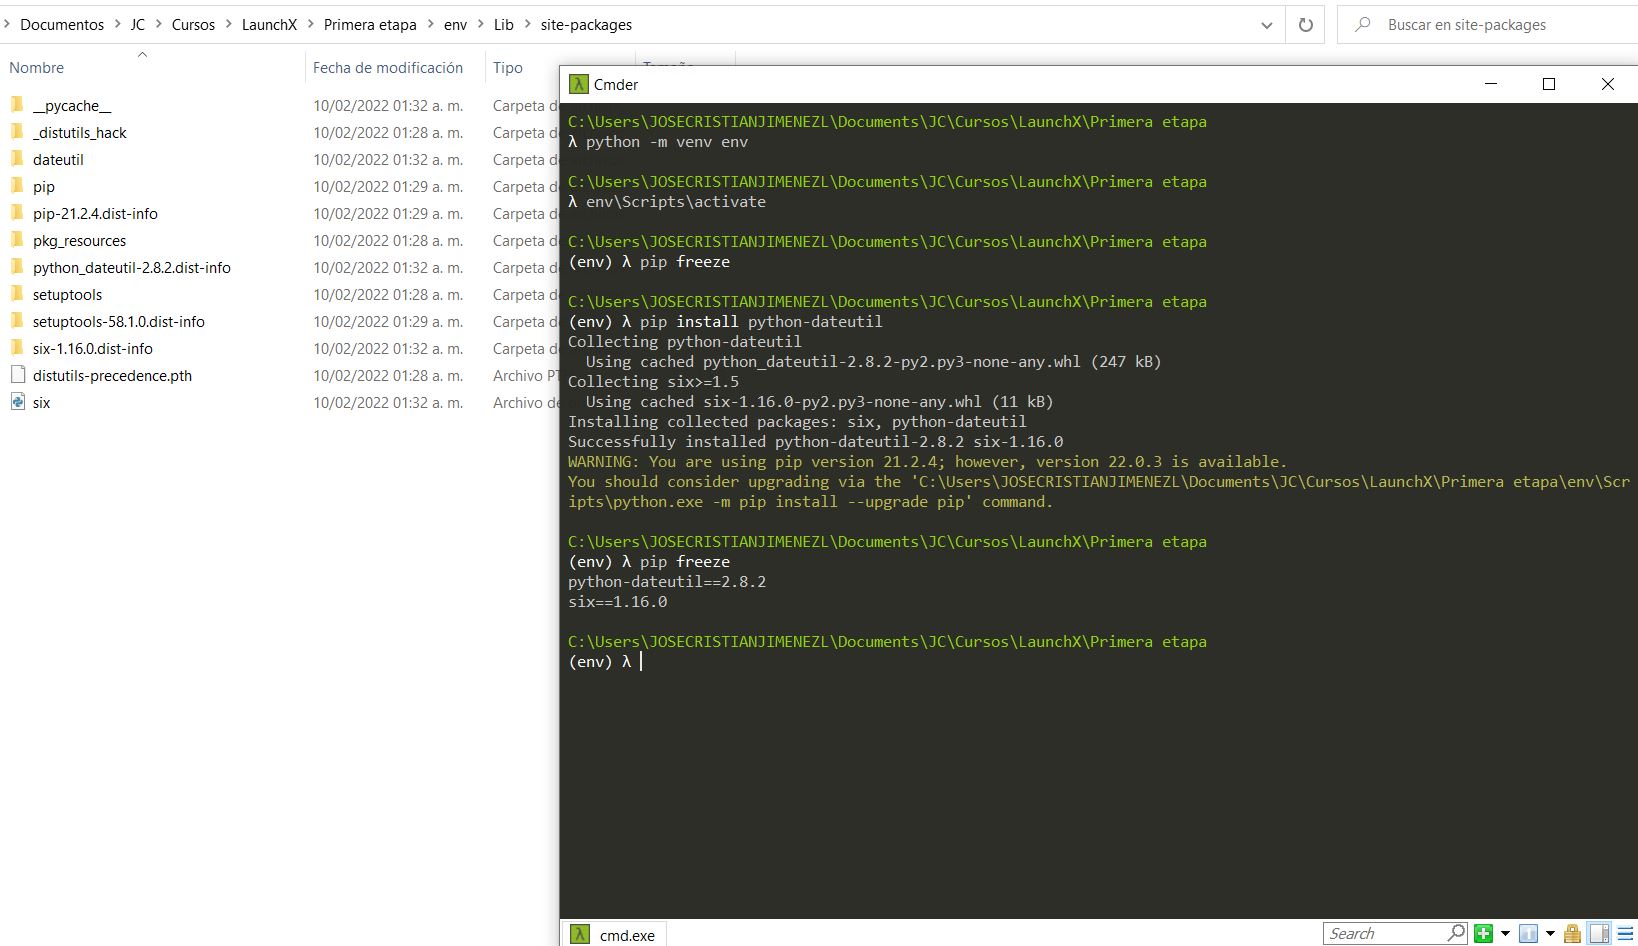 Documentos > JC > Cursos > LaunchX > Primera etapa > env > Lib > site-packages
Buscar en site-packages
Nombre Fecha de modificación Tipo Tamaño
__pycache__ 10/02/2022 01:32 a. m. Carpeta de
_distutils_hack 10/02/2022 01:28 a. m. Carpeta de
dateutil 10/02/2022 01:32 a. m. Carpeta de
pip 10/02/2022 01:29 a. m. Carpeta de
pip-21.2.4.dist-info 10/02/2022 01:29 a. m. Carpeta de
pkg_resources 10/02/2022 01:28 a. m. Carpeta de
python_dateutil-2.8.2.dist-info 10/02/2022 01:32 a. m. Carpeta de
setuptools 10/02/2022 01:28 a. m. Carpeta de
setuptools-58.1.0.dist-info 10/02/2022 01:29 a. m. Carpeta de
six-1.16.0.dist-info 10/02/2022 01:32 a. m. Carpeta de
distutils-precedence.pth 10/02/2022 01:28 a. m. Archivo PT
six 10/02/2022 01:32 a. m. Archivo de
Cmder
C:\Users\JOSECRISTIANJIMENEZL\Documents\JC\Cursos\LaunchX\Primera etapa
λ python -m venv env
C:\Users\JOSECRISTIANJIMENEZL\Documents\JC\Cursos\LaunchX\Primera etapa
λ env\Scripts\activate
C:\Users\JOSECRISTIANJIMENEZL\Documents\JC\Cursos\LaunchX\Primera etapa
(env) λ pip freeze
C:\Users\JOSECRISTIANJIMENEZL\Documents\JC\Cursos\LaunchX\Primera etapa
(env) λ pip install python-dateutil
Collecting python-dateutil
Using cached python_dateutil-2.8.2-py2.py3-none-any.whl (247 kB)
Collecting six>=1.5
Using cached six-1.16.0-py2.py3-none-any.whl (11 kB)
Installing collected packages: six, python-dateutil
Successfully installed python-dateutil-2.8.2 six-1.16.0
WARNING: You are using pip version 21.2.4; however, version 22.0.3 is available.
You should consider upgrading via the 'C:\Users\JOSECRISTIANJIMENEZL\Documents\JC\Cursos\LaunchX\Primera etapa\env\Scr
ipts\python.exe -m pip install --upgrade pip' command.
C:\Users\JOSECRISTIANJIMENEZL\Documents\JC\Cursos\LaunchX\Primera etapa
(env) λ pip freeze
python-dateutil==2.8.2
six==1.16.0
C:\Users\JOSECRISTIANJIMENEZL\Documents\JC\Cursos\LaunchX\Primera etapa
(env) λ
cmd.exe
Search